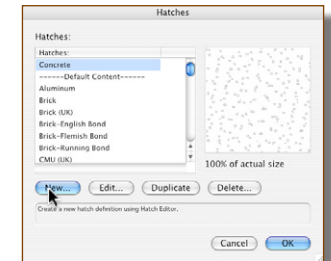 Hatches
Hatches:
Hatches:
Concrete
------Default Content------
Aluminum
Brick
Brick (UK)
Brick-English Bond
Brick-Flemish Bond
Brick-Running Bond
CMU (UK)
100% of actual size
New...
Edit...
Duplicate
Delete...
Create a new hatch definition using Hatch Editor.
Cancel
OK